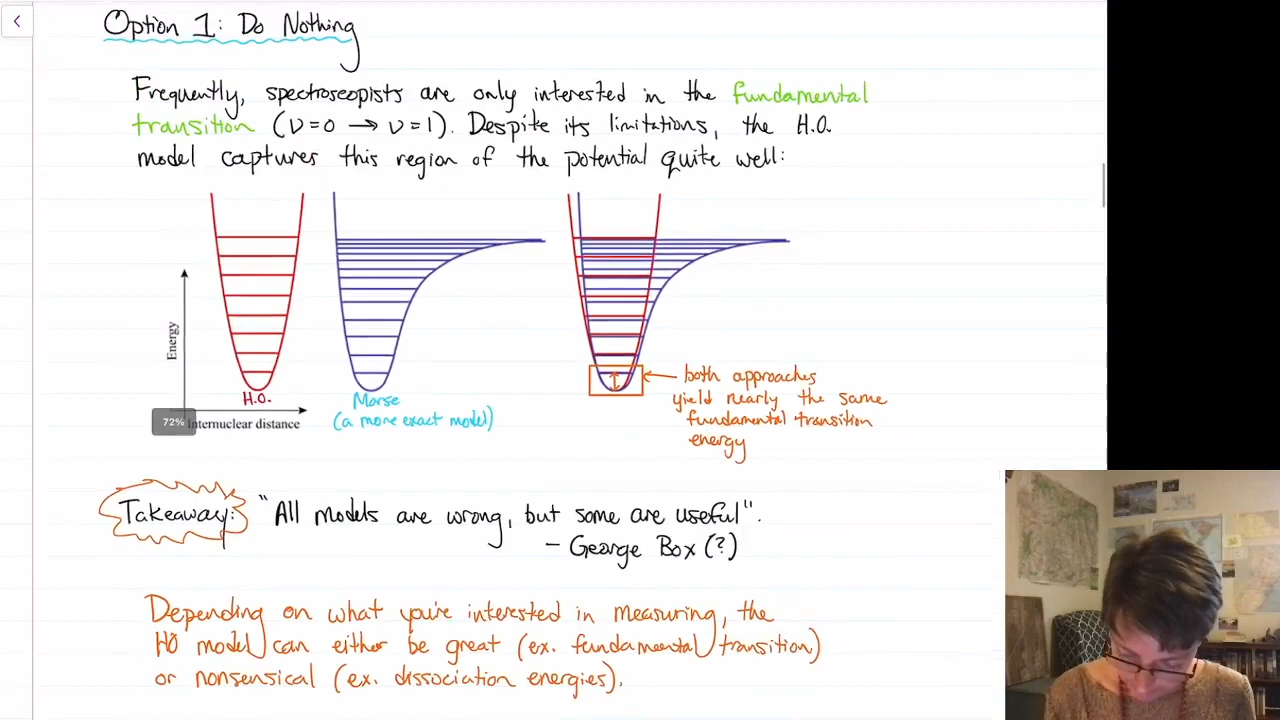 Option 1: Do Nothing
Frequently, spectroscopists are only interested in the fundamental
transition (ν=0 → ν=1). Despite its limitations, the H.O.
model captures this region of the potential quite well:
Energy
H.O.
Morse
(a more exact model)
72%
Internuclear distance
both approaches
yield nearly the same
fundamental transition
energy
Takeaway: "All models are wrong, but some are useful".
- George Box (?)
Depending on what you're interested in measuring, the
HO model can either be great (ex. fundamental transition)
or nonsensical (ex. dissociation energies).